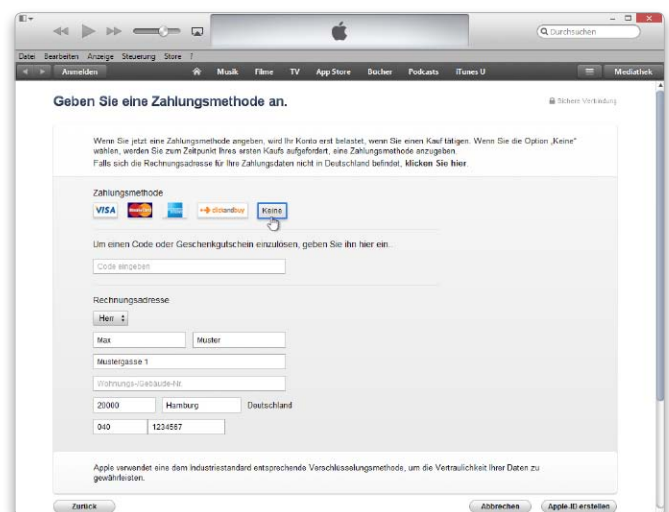 Durchsuchen
Datei Bearbeiten Anzeige Steuerung Store ?
Anmelden Musik Filme TV App Store Bücher Podcasts iTunes U Mediathek
Geben Sie eine Zahlungsmethode an.
Sichere Verbindung
Wenn Sie jetzt eine Zahlungsmethode angeben, wird Ihr Konto erst belastet, wenn Sie einen Kauf tätigen. Wenn Sie die Option „Keine"
wählen, werden Sie zum Zeitpunkt Ihres ersten Kaufs aufgefordert, eine Zahlungsmethode anzugeben.
Falls sich die Rechnungsadresse für Ihre Zahlungsdaten nicht in Deutschland befindet, klicken Sie hier.
Zahlungsmethode
VISA MasterCard clickandbuy Keine
Um einen Code oder Geschenkgutschein einzulösen, geben Sie ihn hier ein.
Code eingeben
Rechnungsadresse
Herr
Max Muster
Mustergasse 1
Wohnungs-/Gebäude-Nr.
20000 Hamburg Deutschland
040 1234567
Apple verwendet eine dem Industriestandard entsprechende Verschlüsselungsmethode, um die Vertraulichkeit Ihrer Daten zu
gewährleisten.
Zurück Abbrechen Apple-ID erstellen